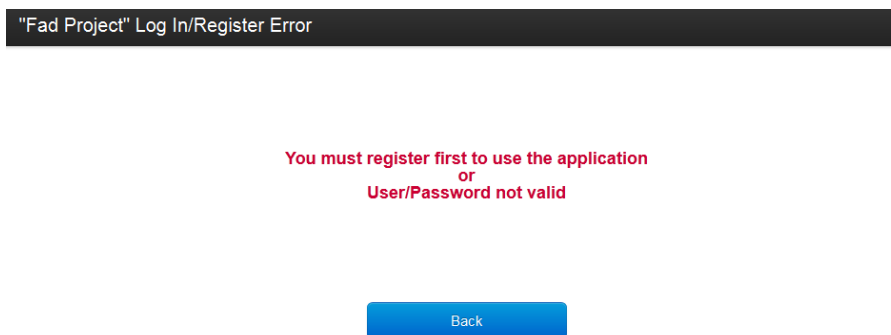 "Fad Project" Log In/Register Error
You must register first to use the application
or
User/Password not valid
Back